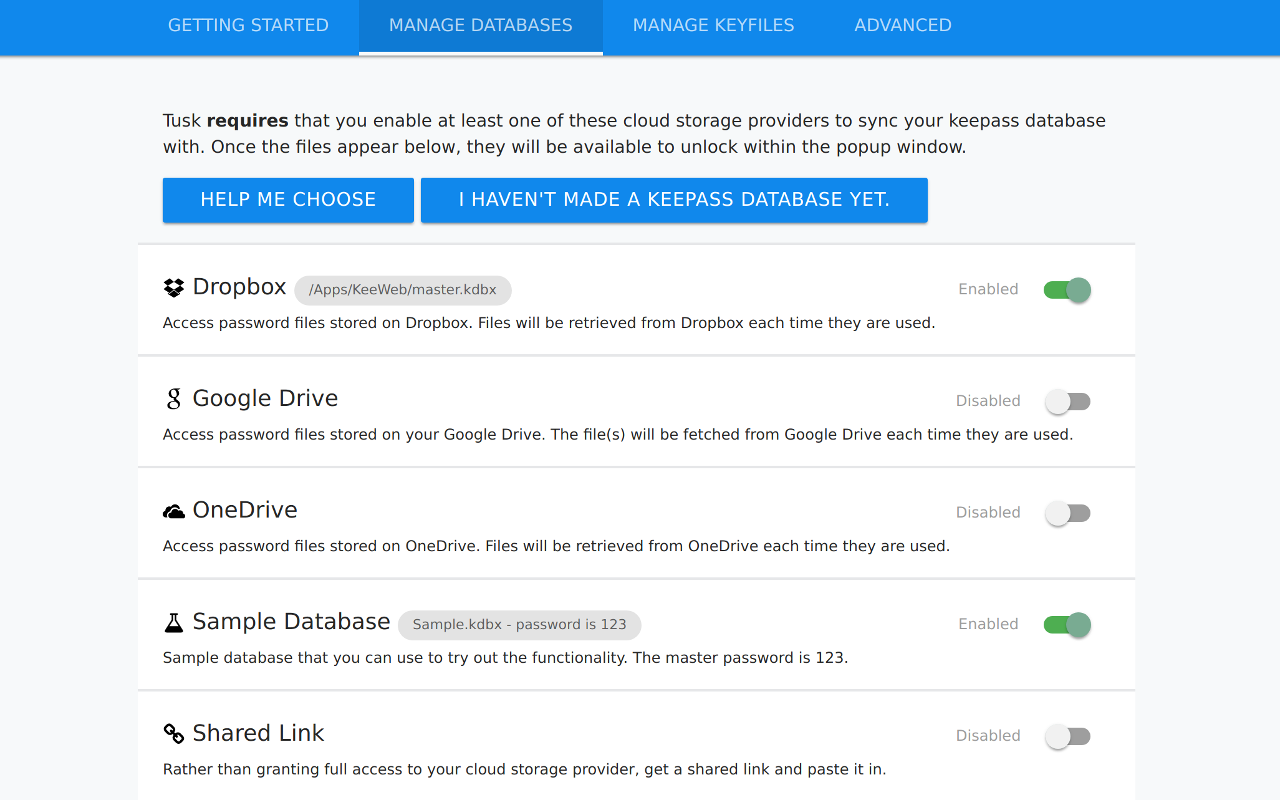 GETTING STARTED MANAGE DATABASES MANAGE KEYFILES ADVANCED
Tusk requires that you enable at least one of these cloud storage providers to sync your keepass database
with. Once the files appear below, they will be available to unlock within the popup window.
HELP ME CHOOSE I HAVEN'T MADE A KEEPASS DATABASE YET.
Dropbox /Apps/KeeWeb/master.kdbx Enabled
Access password files stored on Dropbox. Files will be retrieved from Dropbox each time they are used.
Google Drive Disabled
Access password files stored on your Google Drive. The file(s) will be fetched from Google Drive each time they are used.
OneDrive Disabled
Access password files stored on OneDrive. Files will be retrieved from OneDrive each time they are used.
Sample Database Sample.kdbx - password is 123 Enabled
Sample database that you can use to try out the functionality. The master password is 123.
Shared Link Disabled
Rather than granting full access to your cloud storage provider, get a shared link and paste it in.